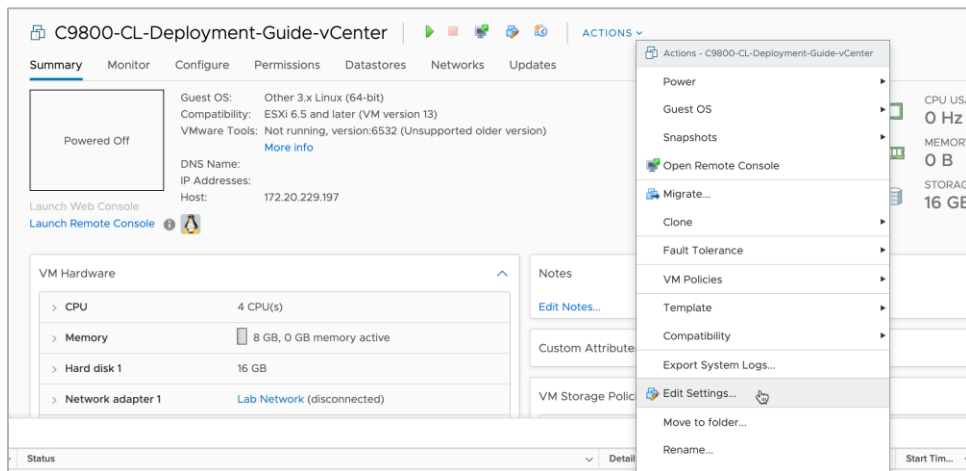 C9800-CL-Deployment-Guide-vCenter
ACTIONS
Summary Monitor Configure Permissions Datastores Networks Updates
Powered Off
Guest OS: Other 3.x Linux (64-bit)
Compatibility: ESXi 6.5 and later (VM version 13)
VMware Tools: Not running, version:6532 (Unsupported older version)
More info
DNS Name:
IP Addresses:
Host: 172.20.229.197
Launch Web Console
Launch Remote Console
VM Hardware
CPU 4 CPU(s)
Memory 8 GB, 0 GB memory active
Hard disk 1 16 GB
Network adapter 1 Lab Network (disconnected)
Notes
Edit Notes...
Custom Attribute
VM Storage Polic
Actions - C9800-CL-Deployment-Guide-vCenter
Power
Guest OS
Snapshots
Open Remote Console
Migrate...
Clone
Fault Tolerance
VM Policies
Template
Compatibility
Export System Logs...
Edit Settings...
Move to folder...
Rename...
CPU USA
0 Hz
MEMOR
0 B
STORAG
16 GB
Status Detail Start Tim...